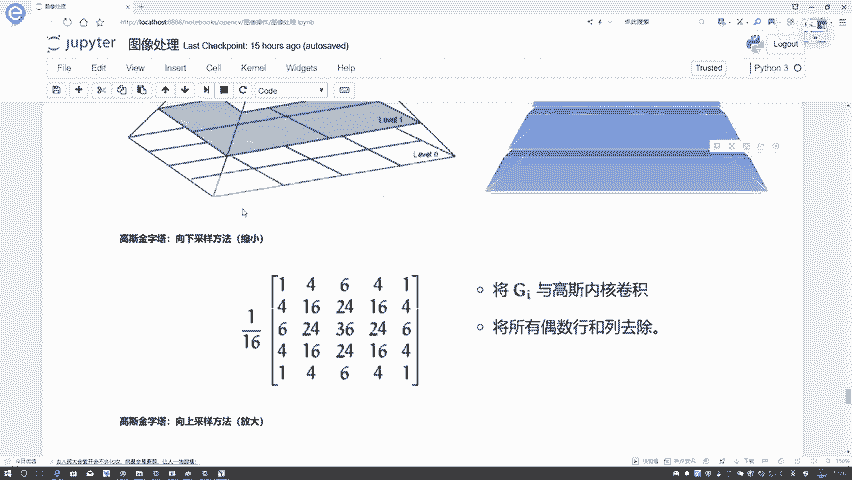 图像处理
http://localhost:8888/notebooks/opencv/图像操作/图像处理.ipynb
点此搜索
jupyter 图像处理 Last Checkpoint: 15 hours ago (autosaved)
Logout
File Edit View Insert Cell Kernel Widgets Help
Trusted
Python 3
Code
Level 1
Level 0
高斯金字塔：向下采样方法（缩小）
1 4 6 4 1
4 16 24 16 4
1/16 6 24 36 24 6
4 16 24 16 4
1 4 6 4 1
将 Gi 与高斯内核卷积
将所有偶数行和列去除。
高斯金字塔：向上采样方法（放大）
150%